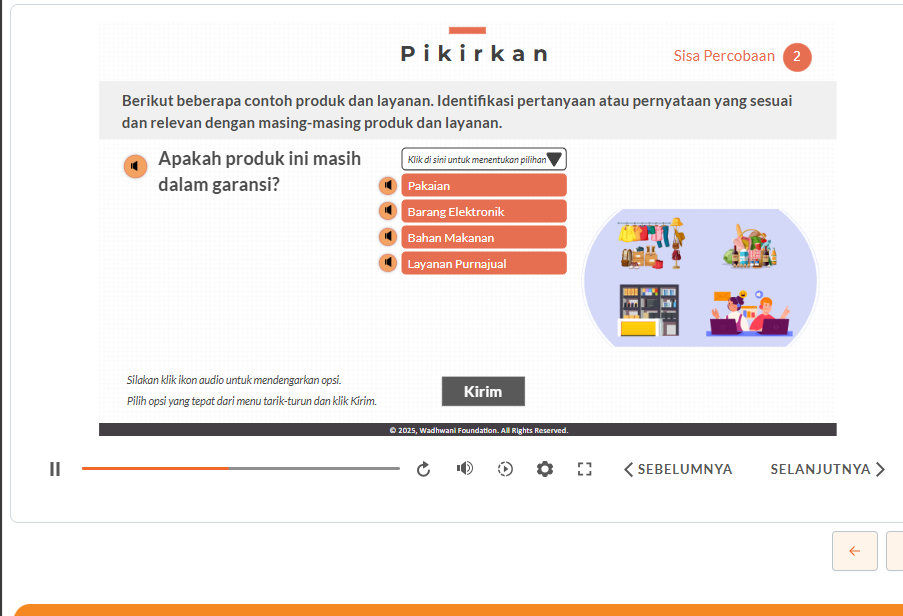 Pikirkan
Sisa Percobaan 2
Berikut beberapa contoh produk dan layanan. Identifikasi pertanyaan atau pernyataan yang sesuai
dan relevan dengan masing-masing produk dan layanan.
Apakah produk ini masih
dalam garansi?
Klik di sini untuk menentukan pilihan
Pakaian
Barang Elektronik
Bahan Makanan
Layanan Purnajual
Silakan klik ikon audio untuk mendengarkan opsi.
Pilih opsi yang tepat dari menu tarik-turun dan klik Kirim.
Kirim
© 2025, Wadhwani Foundation. All Rights Reserved.
SEBELUMNYA
SELANJUTNYA